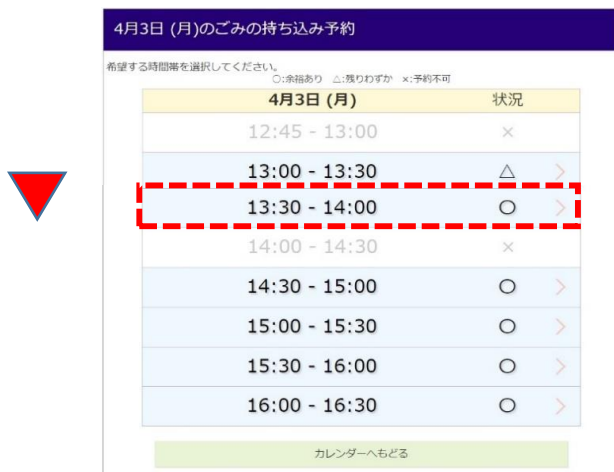 4月3日 (月)のごみの持ち込み予約
希望する時間帯を選択してください。
○:余裕あり △:残りわずか ×:予約不可
4月3日 (月) 状況
12:45 - 13:00 ×
13:00 - 13:30 △ >
13:30 - 14:00 ○ >
14:00 - 14:30 ×
14:30 - 15:00 ○ >
15:00 - 15:30 ○ >
15:30 - 16:00 ○ >
16:00 - 16:30 ○ >
カレンダーへもどる